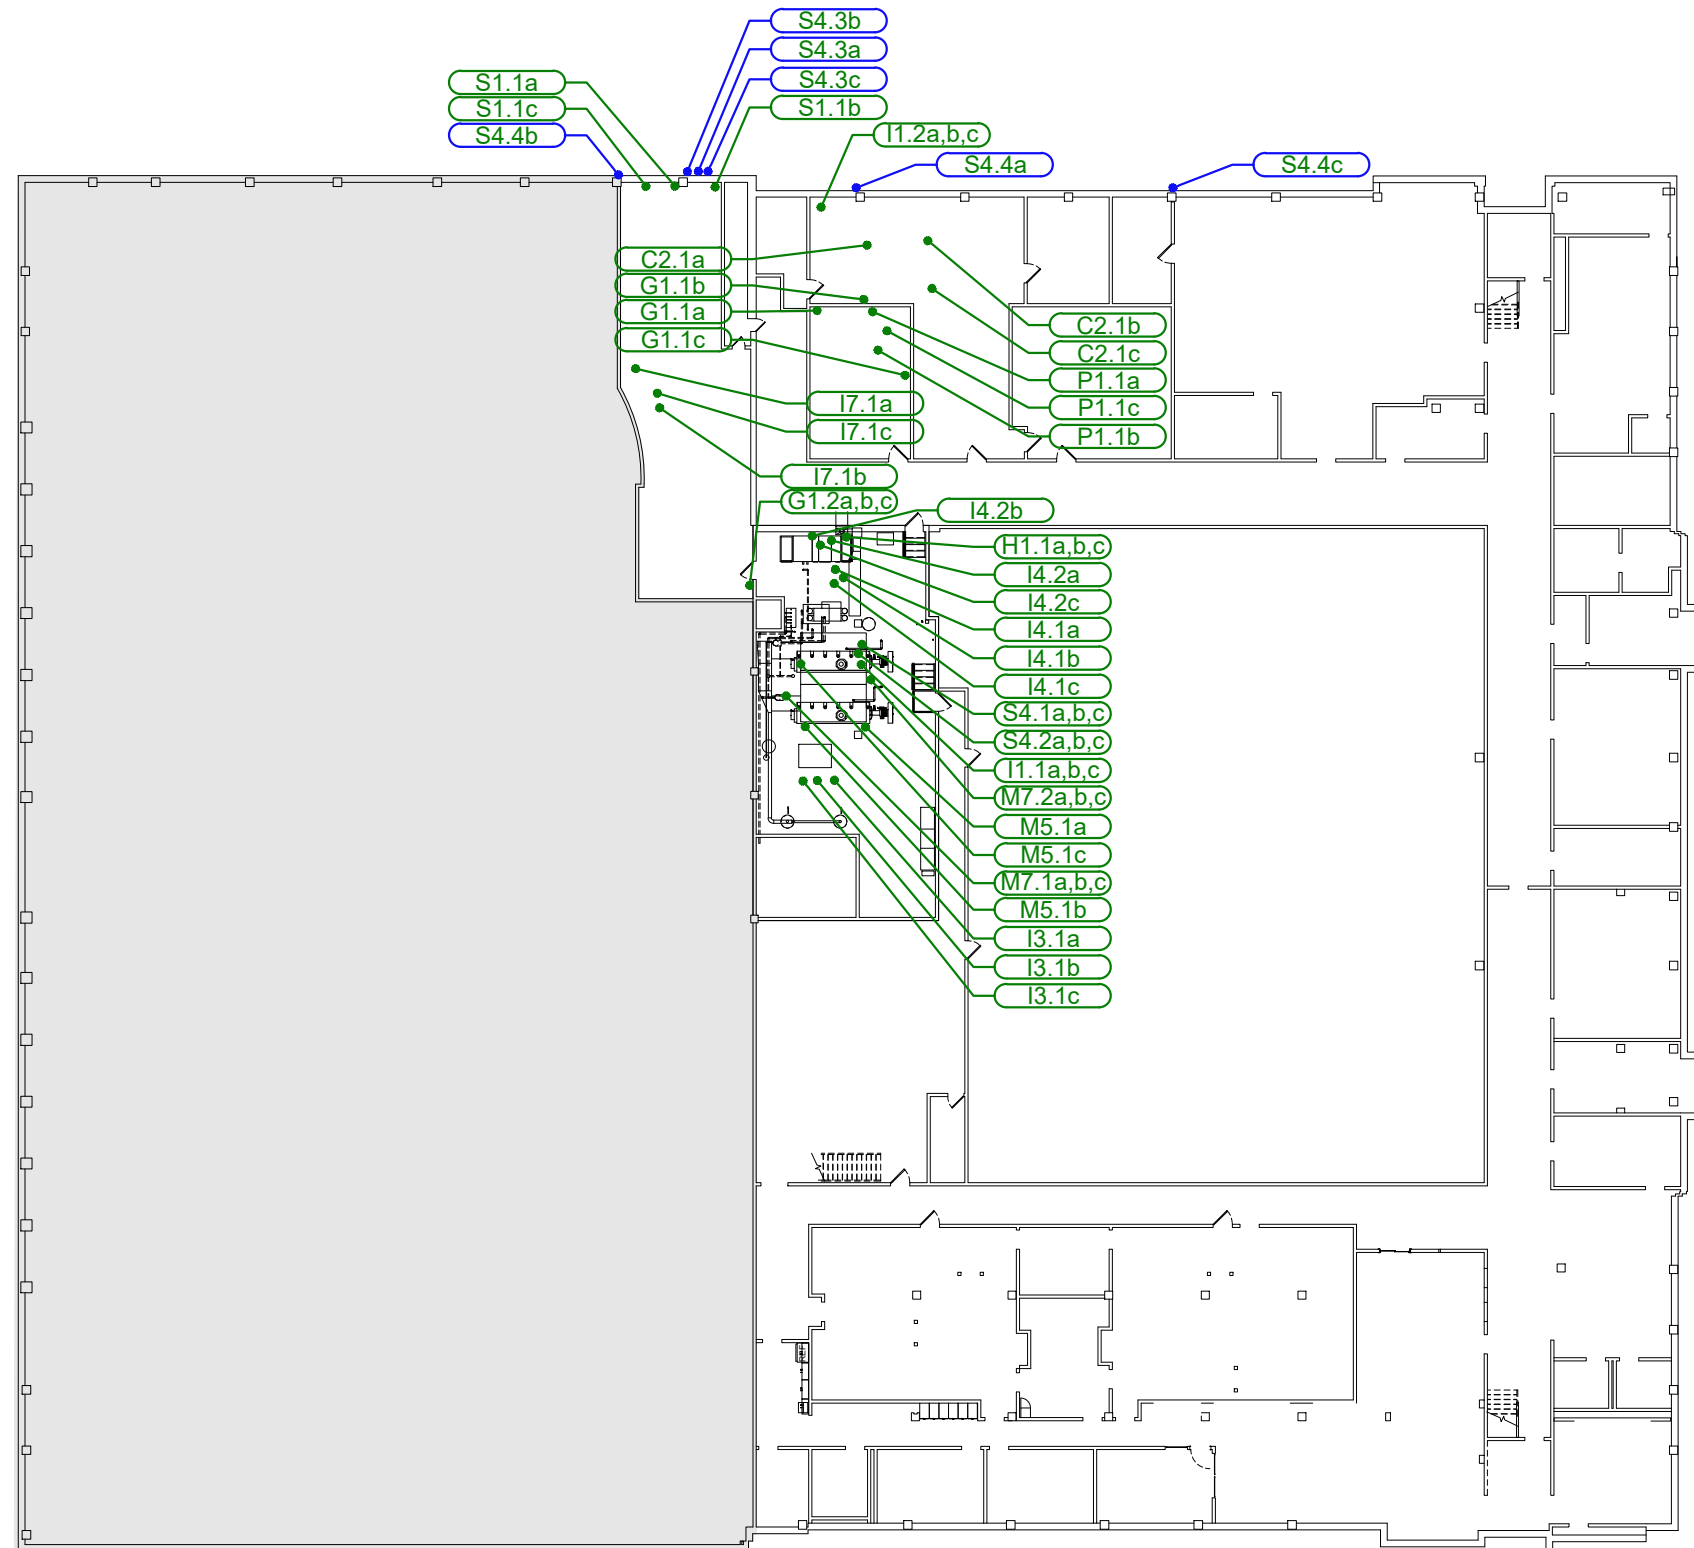 S4.3b
S4.3a
S4.3c
S1.1b
S1.1a
S1.1c
S4.4b
I1.2a,b,c
S4.4a
S4.4c
C2.1a
G1.1b
G1.1a
G1.1c
C2.1b
C2.1c
P1.1a
P1.1c
P1.1b
I7.1a
I7.1c
I7.1b
G1.2a,b,c
I4.2b
H1.1a,b,c
I4.2a
I4.2c
I4.1a
I4.1b
I4.1c
S4.1a,b,c
S4.2a,b,c
I1.1a,b,c
M7.2a,b,c
M5.1a
M5.1c
M7.1a,b,c
M5.1b
I3.1a
I3.1b
I3.1c
REF